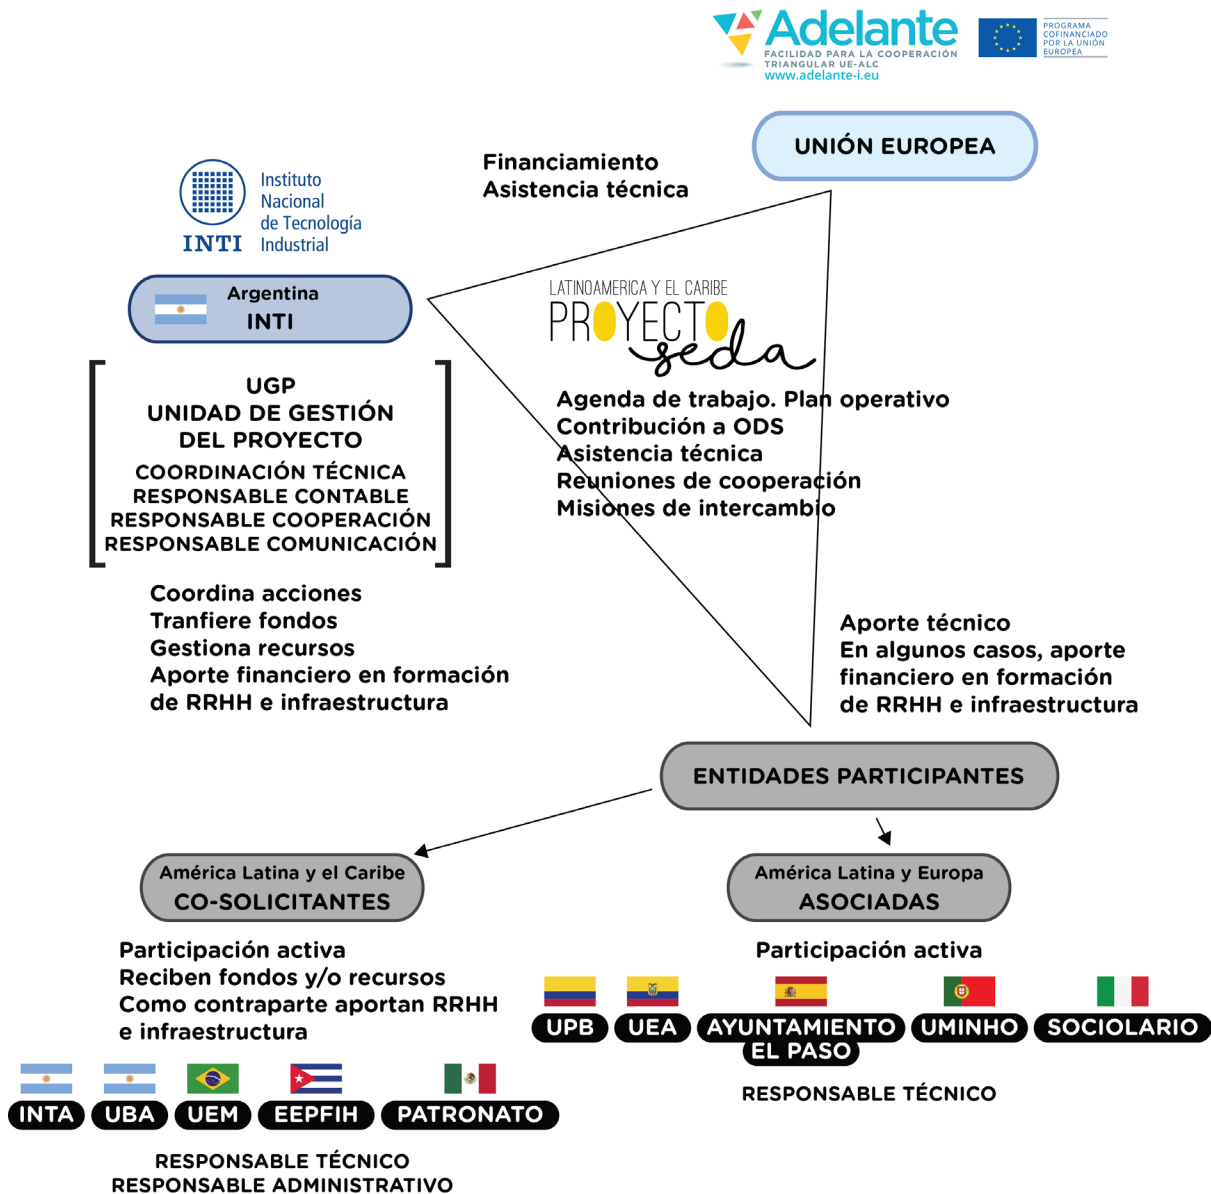 Adelante
FACILIDAD PARA LA COOPERACIÓN
TRIANGULAR UE-ALC
www.adelante-i.eu
PROGRAMA
COFINANCIADO
POR LA UNIÓN
EUROPEA
UNIÓN EUROPEA
Financiamiento
Asistencia técnica
INTI
Instituto
Nacional
de Tecnología
Industrial
Argentina
INTI
UGP
UNIDAD DE GESTIÓN
DEL PROYECTO
COORDINACIÓN TÉCNICA
RESPONSABLE CONTABLE
RESPONSABLE COOPERACIÓN
RESPONSABLE COMUNICACIÓN
Coordina acciones
Tranfiere fondos
Gestiona recursos
Aporte financiero en formación
de RRHH e infraestructura
LATINOAMERICA Y EL CARIBE
PROYECTO
seda
Agenda de trabajo. Plan operativo
Contribución a ODS
Asistencia técnica
Reuniones de cooperación
Misiones de intercambio
Aporte técnico
En algunos casos, aporte
financiero en formación
de RRHH e infraestructura
ENTIDADES PARTICIPANTES
América Latina y el Caribe
CO-SOLICITANTES
Participación activa
Reciben fondos y/o recursos
Como contraparte aportan RRHH
e infraestructura
INTA UBA UEM EEPFIH PATRONATO
RESPONSABLE TÉCNICO
RESPONSABLE ADMINISTRATIVO
América Latina y Europa
ASOCIADAS
Participación activa
UPB UEA AYUNTAMIENTO UMINHO SOCIOLARIO
EL PASO
RESPONSABLE TÉCNICO